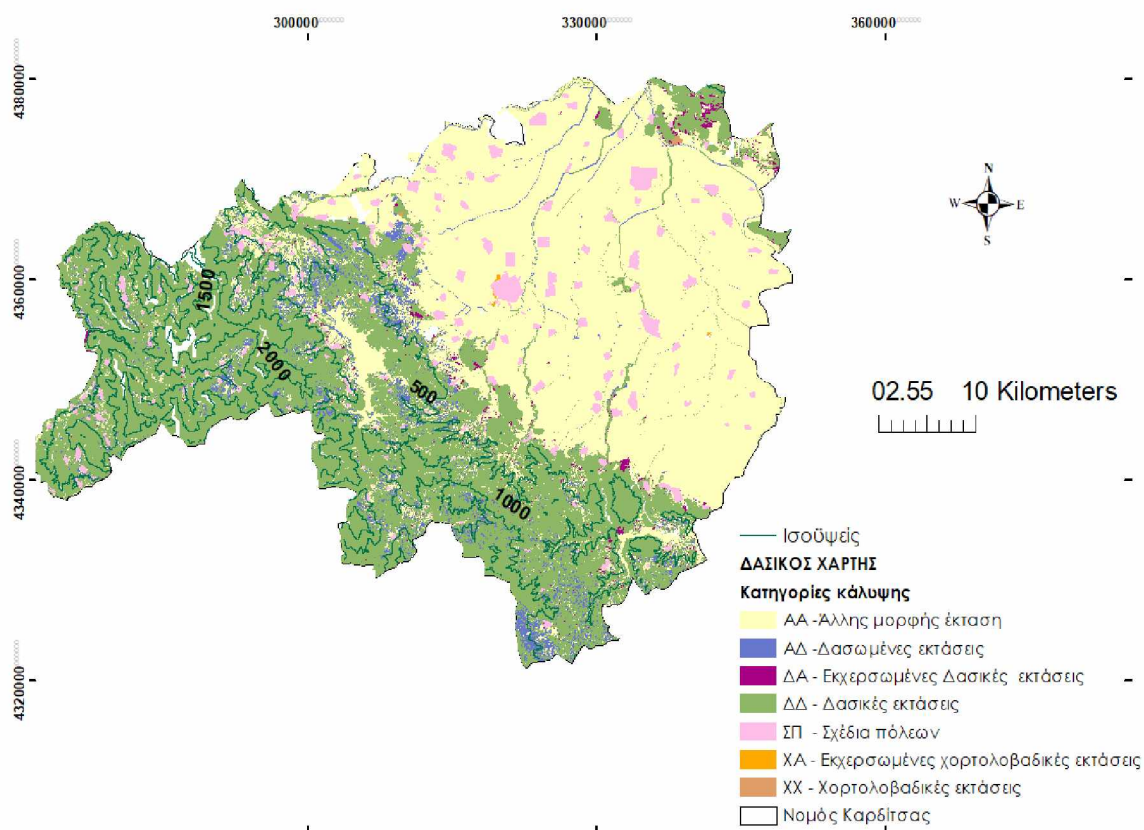 300000
330000
360000
4380000
4360000
4340000
4320000
N
W
E
S
1500
2000
500
1000
02.55 10 Kilometers
Ισοϋψείς
ΔΑΣΙΚΟΣ ΧΑΡΤΗΣ
Κατηγορίες κάλυψης
ΑΑ -Άλλης μορφής έκταση
ΑΔ -Δασωμένες εκτάσεις
ΔΑ - Εκχερσωμένες Δασικές εκτάσεις
ΔΔ - Δασικές εκτάσεις
ΣΠ - Σχέδια πόλεων
ΧΑ - Εκχερσωμένες χορτολοβαδικές εκτάσεις
ΧΧ - Χορτολοβαδικές εκτάσεις
Νομός Καρδίτσας